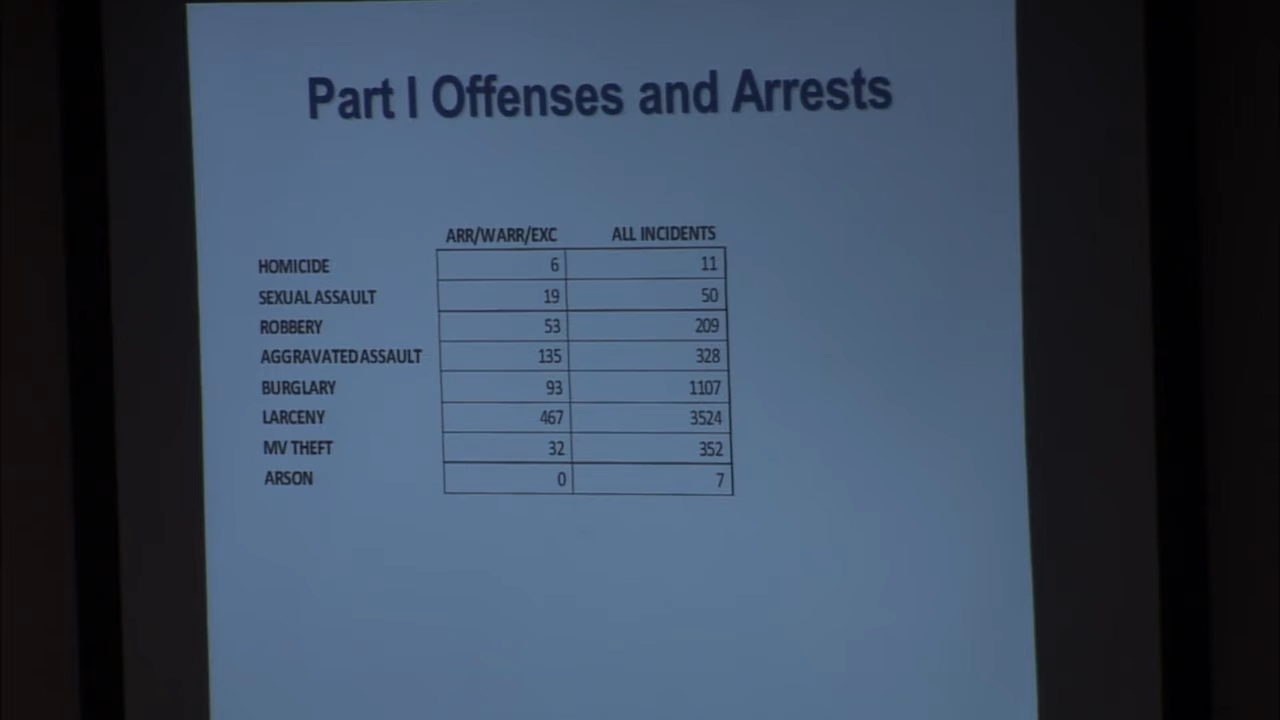 Part I Offenses and Arrests
ARR/WARR/EXC ALL INCIDENTS
HOMICIDE 6 11
SEXUAL ASSAULT 19 50
ROBBERY 53 209
AGGRAVATED ASSAULT 135 328
BURGLARY 93 1107
LARCENY 467 3524
MV THEFT 32 352
ARSON 0 7